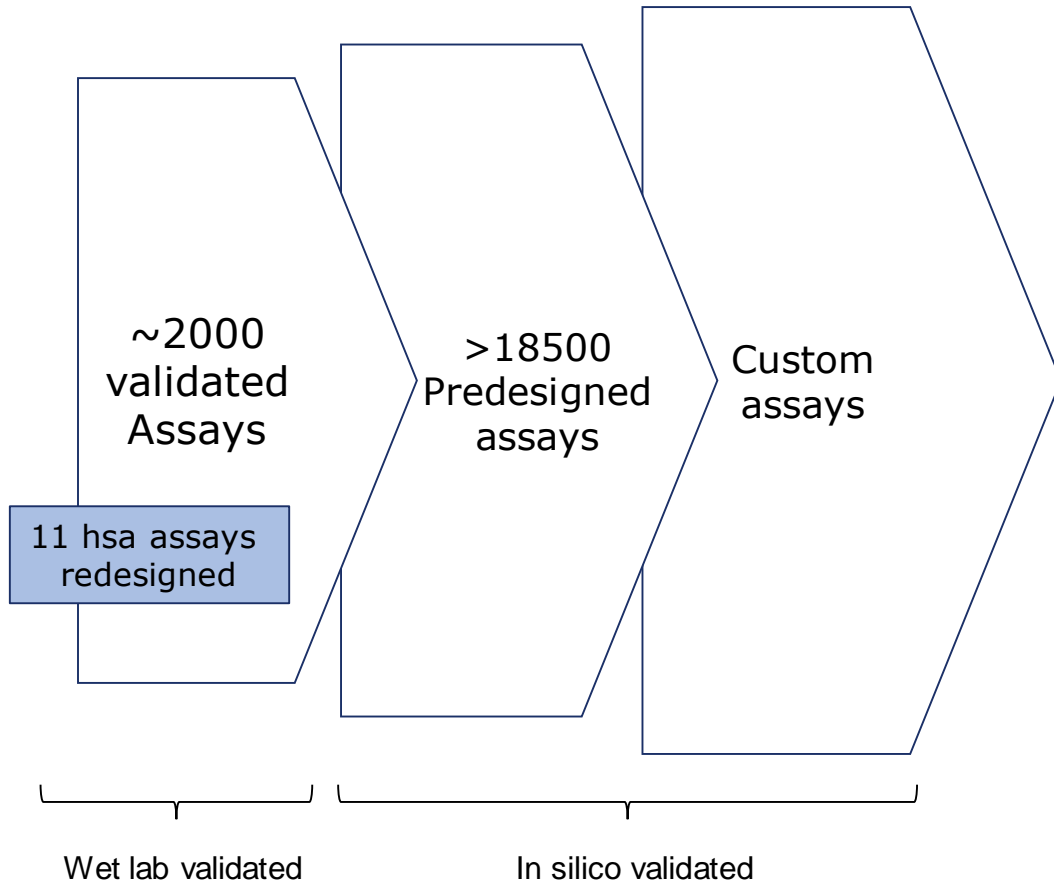 ~2000
validated
Assays
11 hsa assays
redesigned
>18500
Predesigned
assays
Custom
assays
Wet lab validated
In silico validated